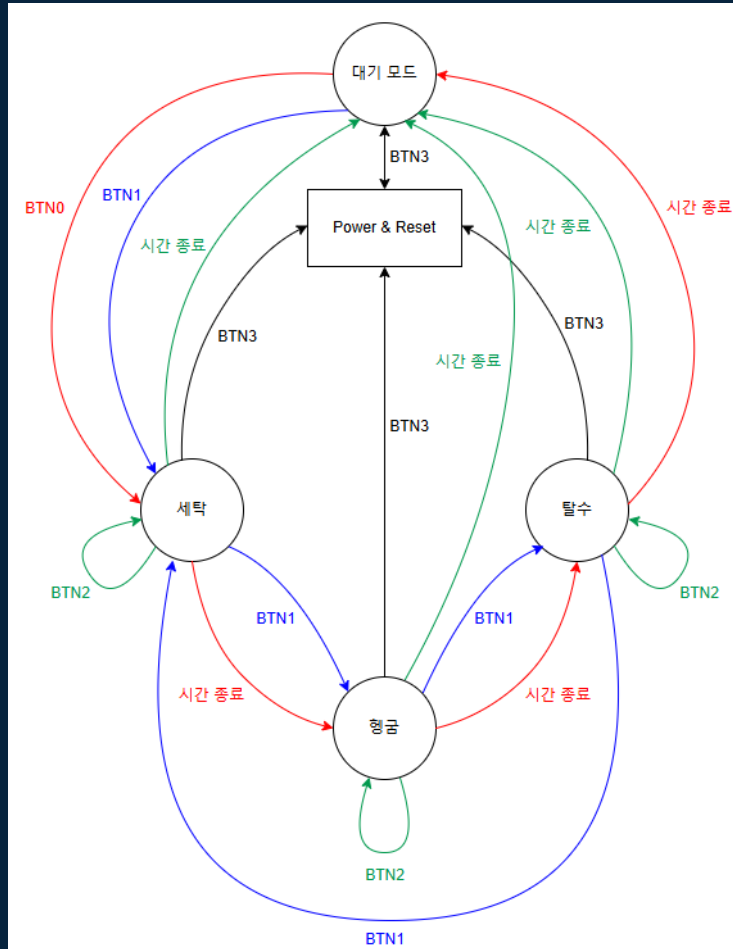 대기 모드
BTN3
BTN0
BTN1
시간 종료
시간 종료
시간 종료
Power & Reset
BTN3
BTN3
시간 종료
BTN3
세탁
탈수
BTN2
BTN2
BTN1
BTN1
시간 종료
시간 종료
헹굼
BTN2
BTN1